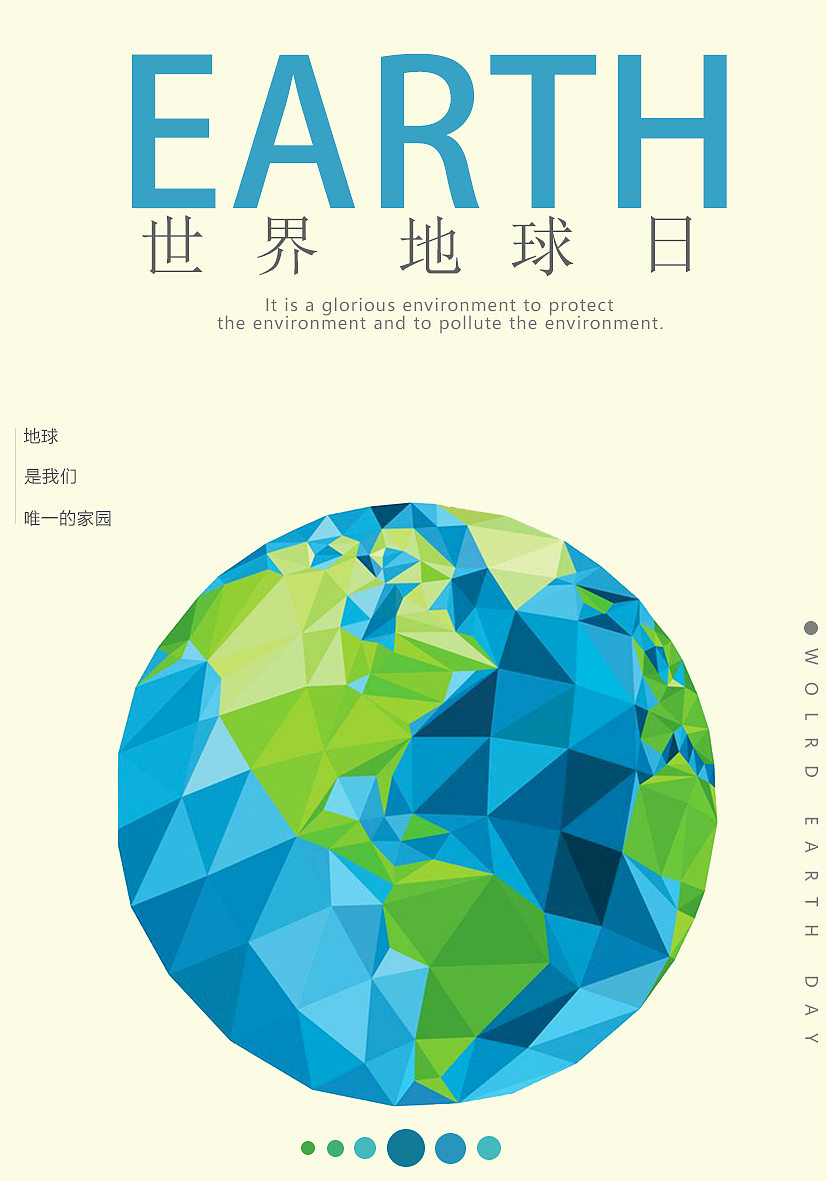 EARTH
世界地球日
It is a glorious environment to protect
the environment and to pollute the environment.
地球
是我们
唯一的家园
WOLRD EARTH DAY